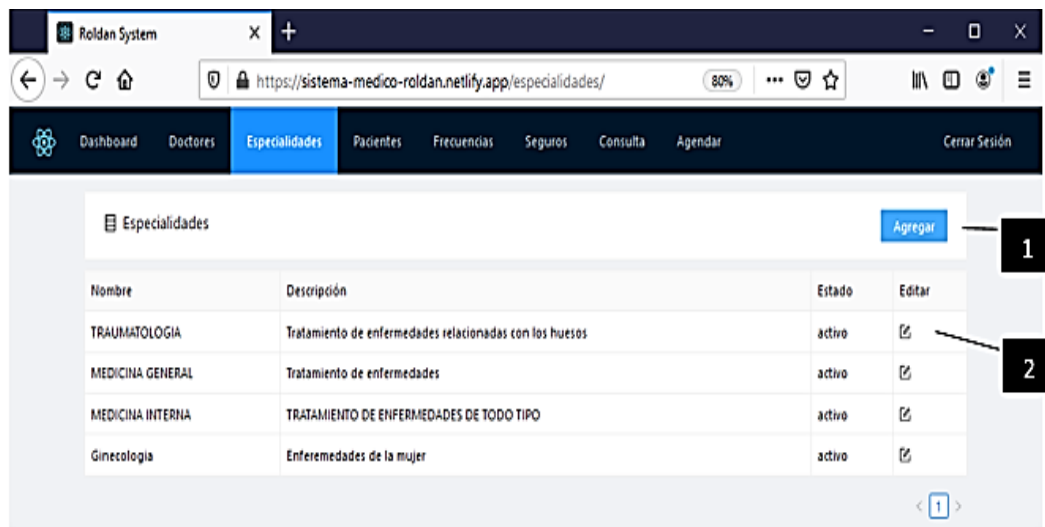 Roldan System
https://sistema-medico-roldan.netlify.app/especialidades/ 80%
Dashboard Doctores Especialidades Pacientes Frecuencias Seguros Consulta Agendar Cerrar Sesión
Especialidades Agregar
1
Nombre Descripción Estado Editar
TRAUMATOLOGIA Tratamiento de enfermedades relacionadas con los huesos activo
2
MEDICINA GENERAL Tratamiento de enfermedades activo
MEDICINA INTERNA TRATAMIENTO DE ENFERMEDADES DE TODO TIPO activo
Ginecologia Enferemedades de la mujer activo
< 1 >